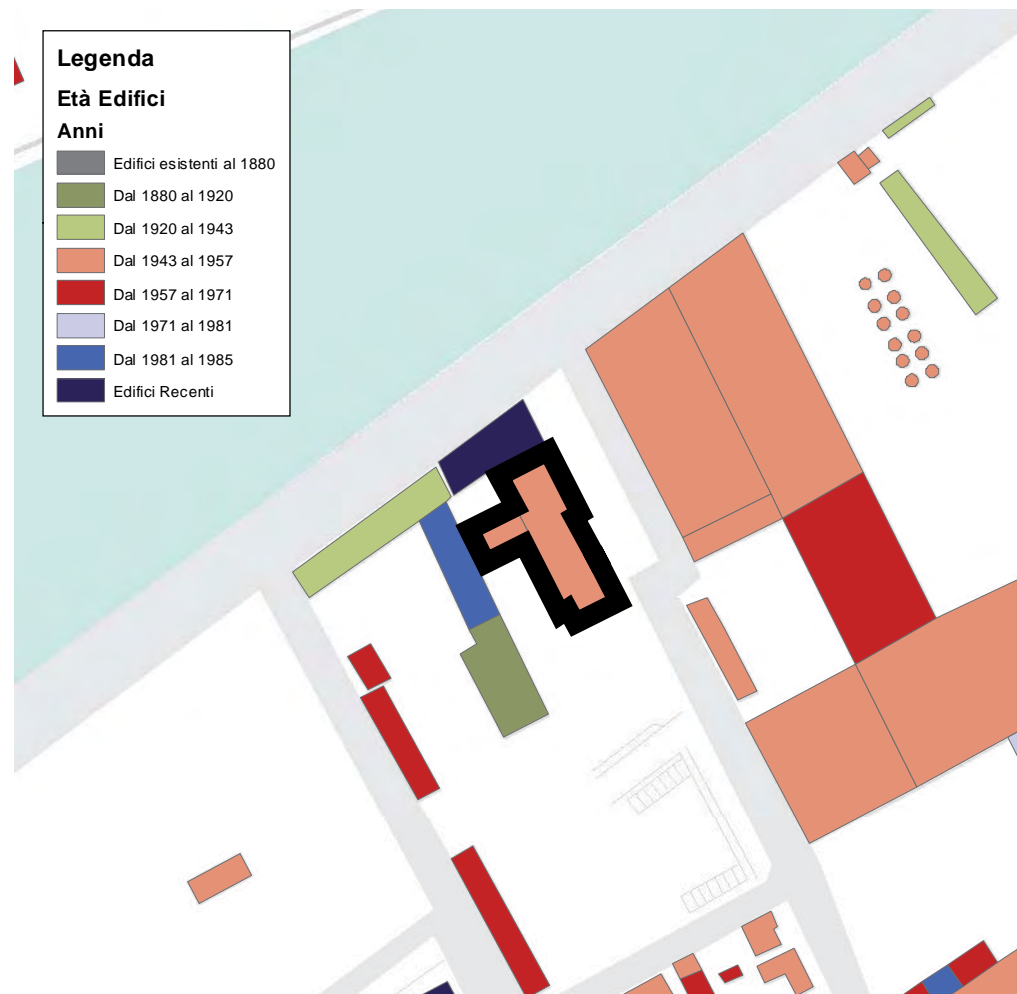 Legenda
Età Edifici
Anni
Edifici esistenti al 1880
Dal 1880 al 1920
Dal 1920 al 1943
Dal 1943 al 1957
Dal 1957 al 1971
Dal 1971 al 1981
Dal 1981 al 1985
Edifici Recenti